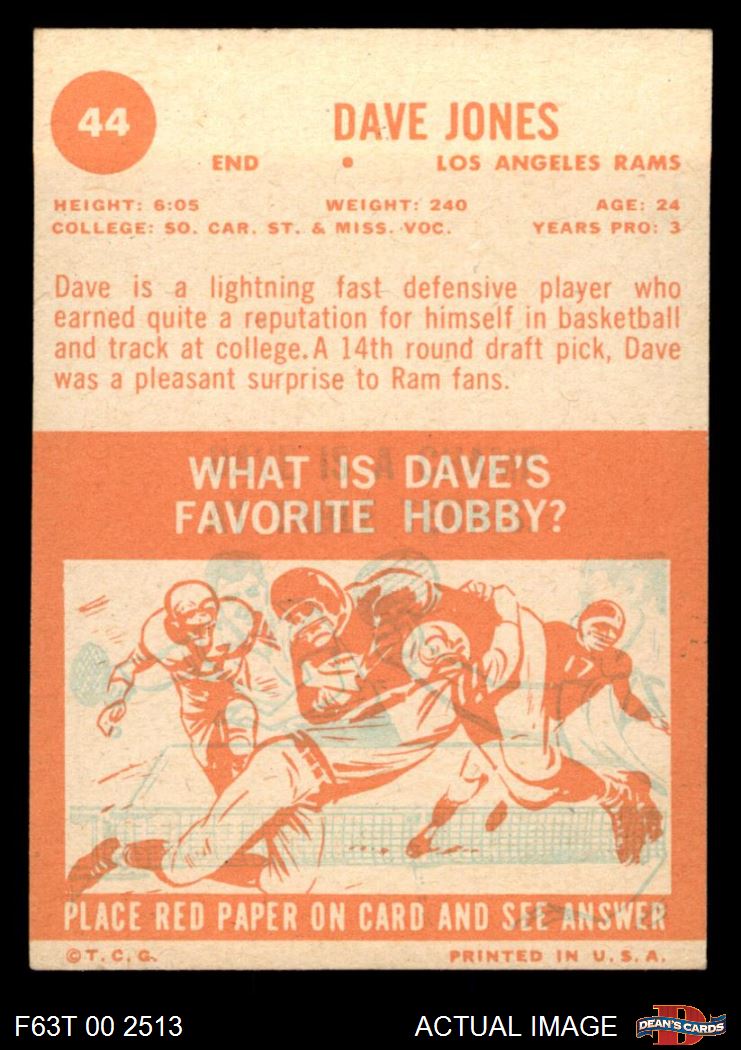 44
DAVE JONES
END • LOS ANGELES RAMS
HEIGHT: 6:05 WEIGHT: 240 AGE: 24
COLLEGE: SO. CAR. ST. & MISS. VOC. YEARS PRO: 3
Dave is a lightning fast defensive player who
earned quite a reputation for himself in basketball
and track at college. A 14th round draft pick, Dave
was a pleasant surprise to Ram fans.
WHAT IS DAVE'S
FAVORITE HOBBY?
17
PLACE RED PAPER ON CARD AND SEE ANSWER
©T.C.G. PRINTED IN U.S.A.
F63T 00 2513 ACTUAL IMAGE DEAN'S CARDS